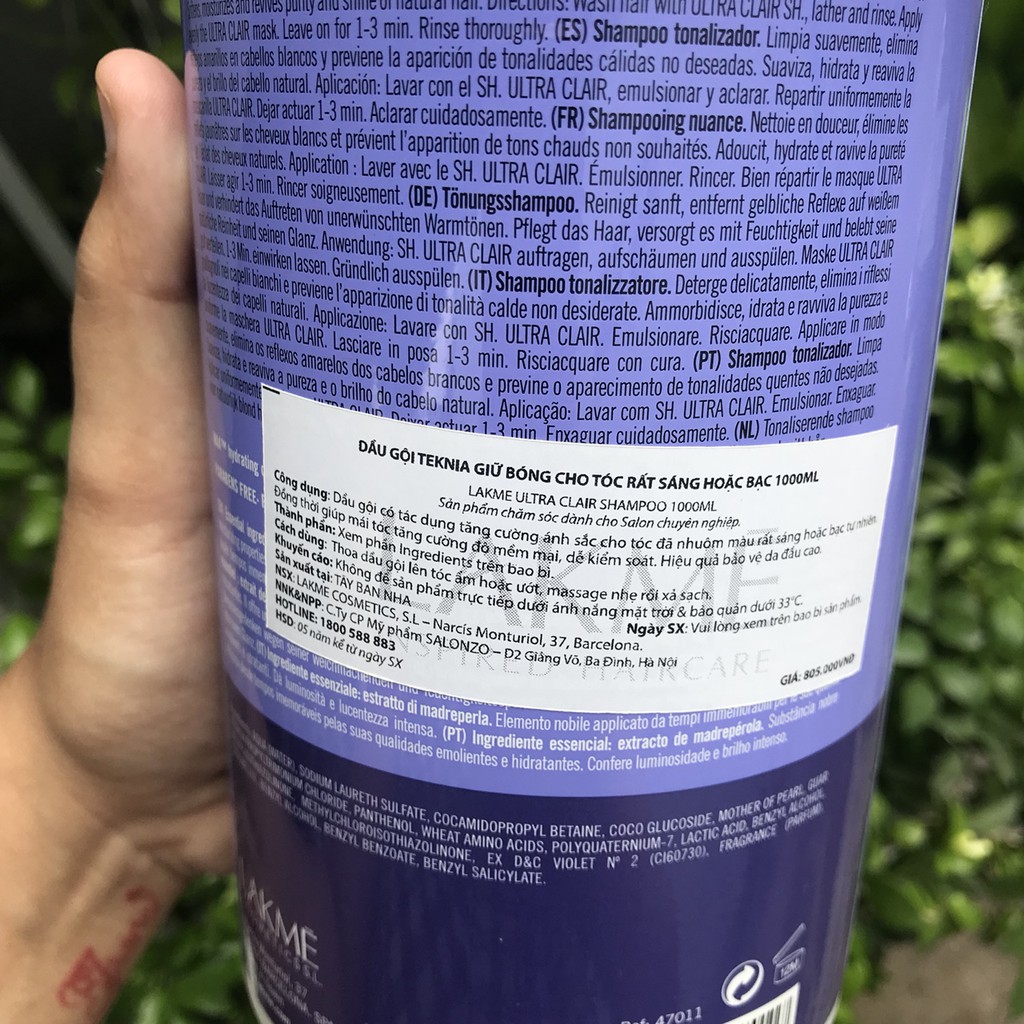 moisturizes and revives purity and shine of natural hair. Directions: Wash hair with ULTRA CLAIR SH., lather and rinse. Apply
the ULTRA CLAIR mask. Leave on for 1-3 min. Rinse thoroughly. (ES) Shampoo tonalizador. Limpia suavemente, elimina
amarillos en cabellos blancos y previene la aparición de tonalidades cálidas no deseadas. Suaviza, hidrata y reaviva la
y el brillo del cabello natural. Aplicación: Lavar con el SH. ULTRA CLAIR, emulsionar y aclarar. Repartir uniformemente la
ULTRA CLAIR. Dejar actuar 1-3 min. Aclarar cuidadosamente. (FR) Shampooing nuance. Nettoie en douceur, élimine les
sur les cheveux blancs et prévient l'apparition de tons chauds non souhaités. Adoucit, hydrate et ravive la pureté
des cheveux naturels. Application : Laver avec le SH. ULTRA CLAIR. Émulsionner. Rincer. Bien répartir le masque ULTRA
Laisser agir 1-3 min. Rincer soigneusement. (DE) Tönungsshampoo. Reinigt sanft, entfernt gelbliche Reflexe auf weißem
und verhindert das Auftreten von unerwünschten Warmtönen. Pflegt das Haar, versorgt es mit Feuchtigkeit und belebt seine
Reinheit und seinen Glanz. Anwendung: SH. ULTRA CLAIR auftragen, aufschäumen und ausspülen. Maske ULTRA CLAIR
1-3 Min. einwirken lassen. Gründlich ausspülen. (IT) Shampoo tonalizzatore. Deterge delicatamente, elimina i riflessi
nei capelli bianchi e previene l'apparizione di tonalità calde non desiderate. Ammorbidisce, idrata e ravviva la purezza e
dei capelli naturali. Applicazione: Lavare con SH. ULTRA CLAIR. Emulsionare. Risciacquare. Applicare in modo
la maschera ULTRA CLAIR. Lasciare in posa 1-3 min. Risciacquare con cura. (PT) Shampoo tonalizador. Limpa
elimina os reflexos amarelos dos cabelos brancos e previne o aparecimento de tonalidades quentes não desejadas.
hidrata e reaviva a pureza e o brilho do cabelo natural. Aplicação: Lavar com SH. ULTRA CLAIR. Emulsionar. Enxaguar.
uniformemente ULTRA CLAIR. Deixar actuar 1-3 min. Enxaguar cuidadosamente. (NL) Tonaliserende shampoo
DẦU GỘI TEKNIA GIỮ BÓNG CHO TÓC RẤT SÁNG HOẶC BẠC 1000ML
LAKME ULTRA CLAIR SHAMPOO 1000ML
Sản phẩm chăm sóc dành cho Salon chuyên nghiệp.
Công dụng: Dầu gội có tác dụng tăng cường ánh sắc cho tóc đã nhuộm màu rất sáng hoặc bạc tự nhiên.
Đồng thời giúp mái tóc tăng cường độ mềm mại, dễ kiểm soát. Hiệu quả bảo vệ da đầu cao.
Thành phần: Xem phần Ingredients trên bao bì.
Cách dùng: Thoa dầu gội lên tóc ẩm hoặc ướt, massage nhẹ rồi xả sạch.
Khuyến cáo: Không để sản phẩm trực tiếp dưới ánh nắng mặt trời & bảo quản dưới 33°C.
Sản xuất tại: TÂY BAN NHA Ngày SX: Vui lòng xem trên bao bì sản phẩm.
NSX: LAKME COSMETICS, S.L – Narcís Monturiol, 37, Barcelona.
NNK&NPP: C.Ty CP Mỹ phẩm SALONZO – D2 Giảng Võ, Ba Đình, Hà Nội
HOTLINE: 1800 588 883
HSD: 05 năm kể từ ngày SX
GIÁ: 805.000VNĐ
LAKMÉ
INSPIRED HAIRCARE
(IT) Ingrediente essenziale: estratto di madreperla. Elemento nobile applicato da tempi immemorabili per
Dà luminosità e lucentezza intensa. (PT) Ingrediente essencial: extracto de madrepérola. Substância nobre
tempos memoráveis pelas suas qualidades emolientes e hidratantes. Confere luminosidade e brilho intenso.
(WATER), SODIUM LAURETH SULFATE, COCAMIDOPROPYL BETAINE, COCO GLUCOSIDE, MOTHER OF PEARL, GUAR
CHLORIDE, PANTHENOL, WHEAT AMINO ACIDS, POLYQUATERNIUM-7, LACTIC ACID, BENZYL ALCOHOL,
METHYLCHLOROISOTHIAZOLINONE, EX D&C VIOLET Nº 2 (CI60730), FRAGRANCE (PARFUM),
ALCOHOL, BENZYL BENZOATE, BENZYL SALICYLATE.
LAKMÉ
12M
Ref: 47011